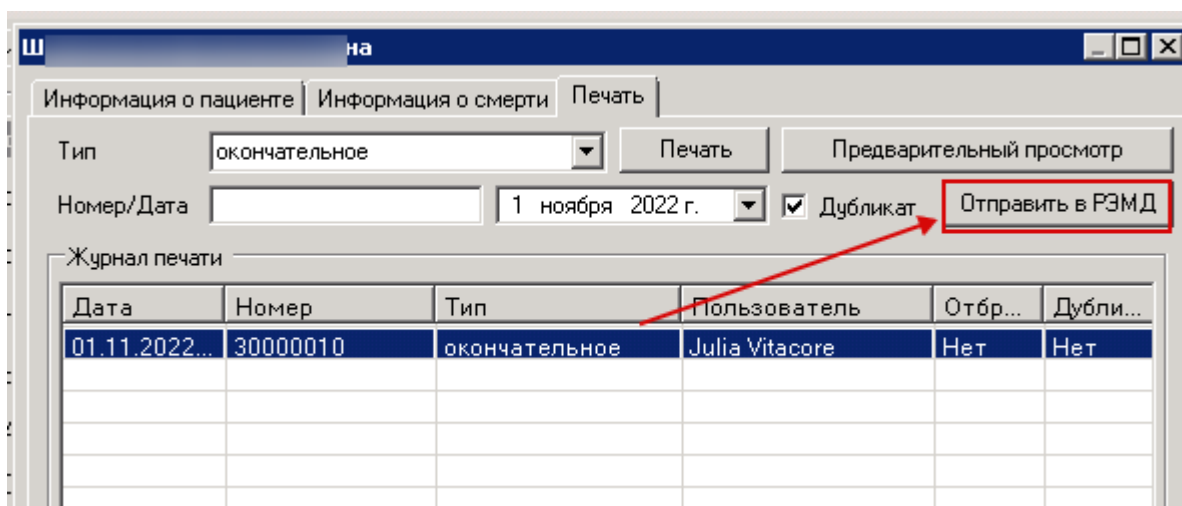 Ш на
Информация о пациенте Информация о смерти Печать
Тип окончательное Печать Предварительный просмотр
Номер/Дата 1 ноября 2022 г. Дубликат Отправить в РЭМД
Журнал печати
Дата Номер Тип Пользователь Отбр... Дубли...
01.11.2022... 30000010 окончательное Julia Vitacore Нет Нет